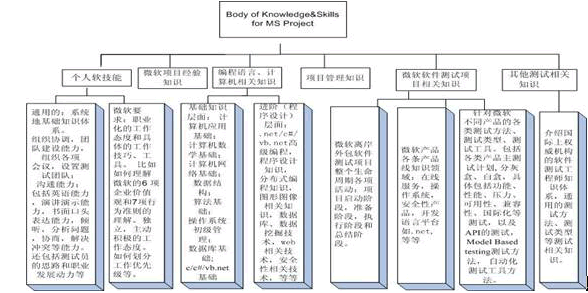 Body of Knowledge&Skills
for MS Project
个人软技能
微软项目经验
知识
编程语言、计
算机相关知识
项目管理知识
微软软件测试项
目相关知识
其他测试相关
知识
通用的：系统
地基础知识体
系。
组织协调，团
队建设能力，
组织各项
会议，设置测
试团队；
沟通能力：
包括英语能力
，演讲演示能
力，书面口头
表达能力，倾
听，分析问题
，协商，解决
冲突等能力。
还包括测试员
的思路和职业
发展动力等
微软要
求：职业
化的工作
态度和具
体的工作
技巧、工
具。 比如
如何理解
微软的6项
企业价值
观和7项行
为准则的
理解、独
立，主动
积极的工
作态度、
如何划分
工作优先
级等。
基础知识
层面：计
算机应用
基础；
计算机数
学基础；
计算机网
络基础；
数据结构；
算法基
础；
操作系统
初级管
理；
数据库基
础；
c/c#/vb.net
基础
进阶（程
序设计）
层面：
.net/c#/
vb.net高
级编程，
程序设计
知识，
分布式编
程知识，
图形图像
相关知
识，数据
库、数据
挖掘技
术，web
相关技
术，安全
性相关技
术，等等
微软离岸
外包软件
测试项目
整个生命
周期各项
活动：项
目启动阶
段，准备
阶段，计
划阶段，
执行阶段
和总结阶
段。
微软产品
各条产品
线知识领
域：在线
服务，操
作系统，
安全性产
品，开发
语言平台
如.net，
等等
针对微软
不同产品的各
类测试方法、
测试类型、测
试工具。包括
各类产品主测
试计划,分灰
盒、白盒，具
体包括功能、
性能、压力、
可用性、兼容
性、国际化等
测试，以及
API的测试，
Model Based
testing测试方
法， 自动化
测试工具方
法。
介绍国际
上权威机
构的软件
测试工程
师知识体
系，通用
的测试方
法、测试
类型等测
试相关知
识。